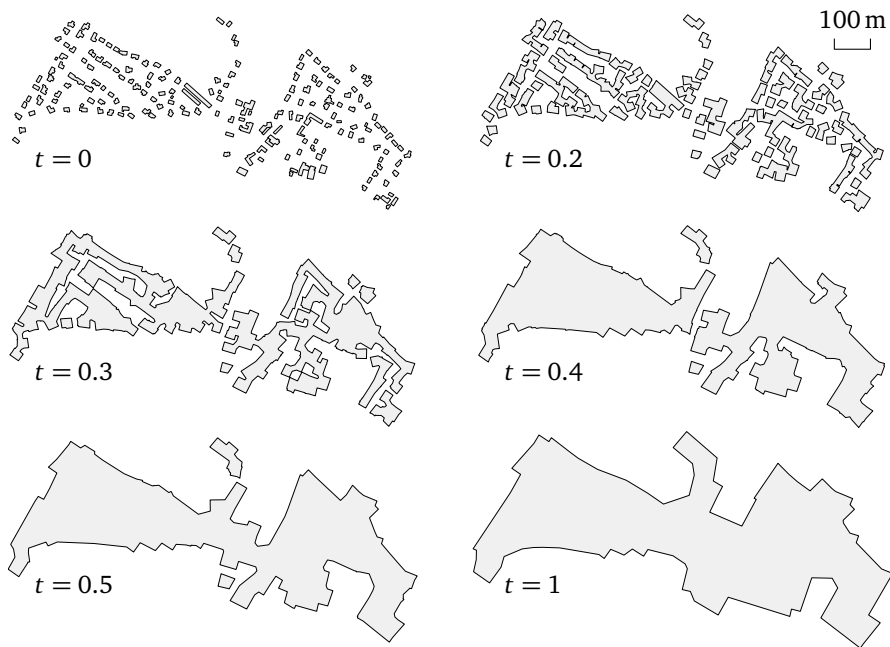 100 m
t = 0
t = 0.2
t = 0.3
t = 0.4
t = 0.5
t = 1